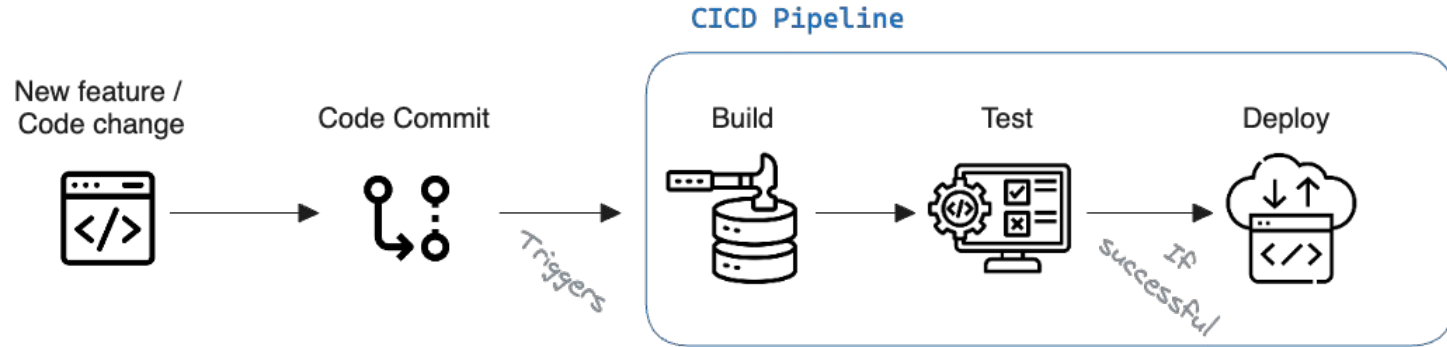 CICD Pipeline
New feature /
Code change
Code Commit
Triggers
Build
Test
If
successful
Deploy